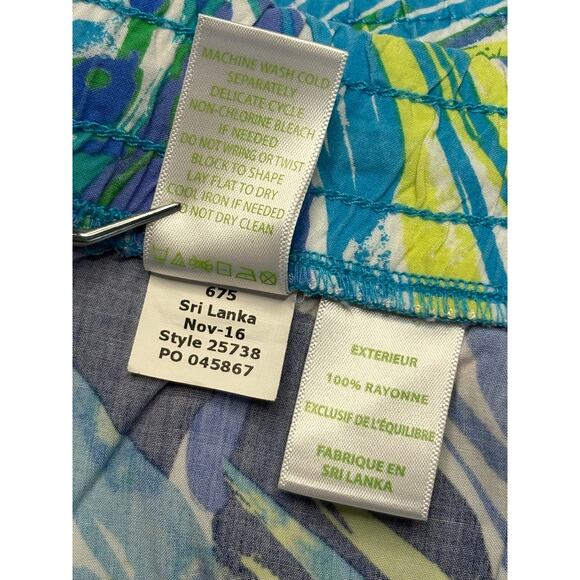 MACHINE WASH COLD
SEPARATELY
DELICATE CYCLE
NON-CHLORINE BLEACH
IF NEEDED
DO NOT WRING OR TWIST
BLOCK TO SHAPE
LAY FLAT TO DRY
COOL IRON IF NEEDED
DO NOT DRY CLEAN
675
Sri Lanka
Nov-16
Style 25738
PO 045867
EXTERIEUR
100% RAYONNE
EXCLUSIF DE L'ÉQUILIBRE
FABRIQUE EN
SRI LANKA